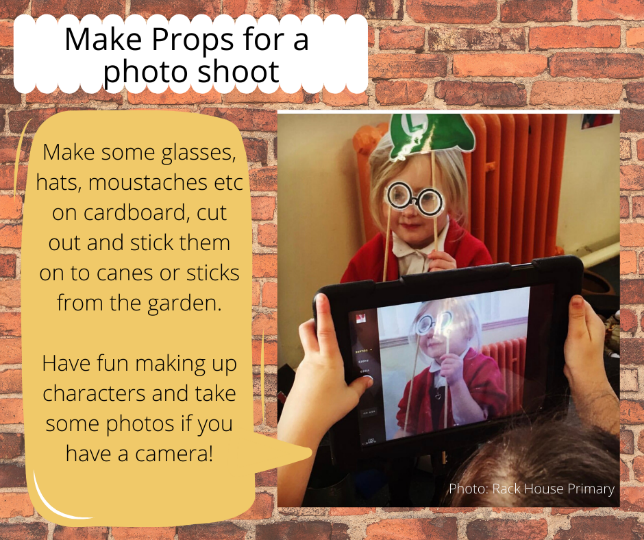 Make Props for a
photo shoot
Make some glasses,
hats, moustaches etc
on cardboard, cut
out and stick them
on to canes or sticks
from the garden.
Have fun making up
characters and take
some photos if you
have a camera!
L
Photo: Rack House Primary